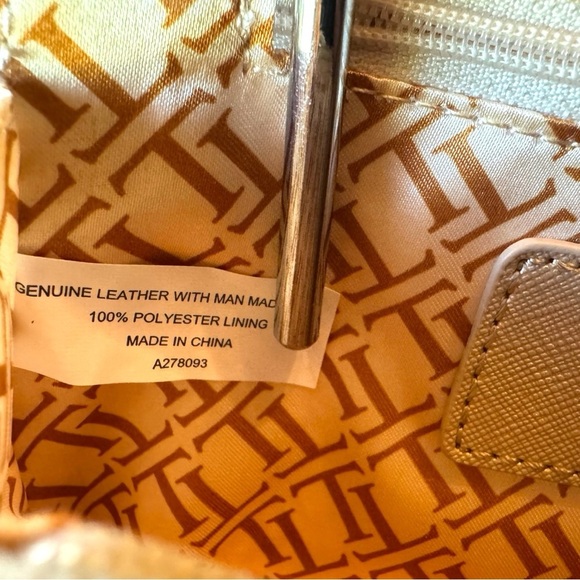 GENUINE LEATHER WITH MAN MAD
100% POLYESTER LINING
MADE IN CHINA
A278093